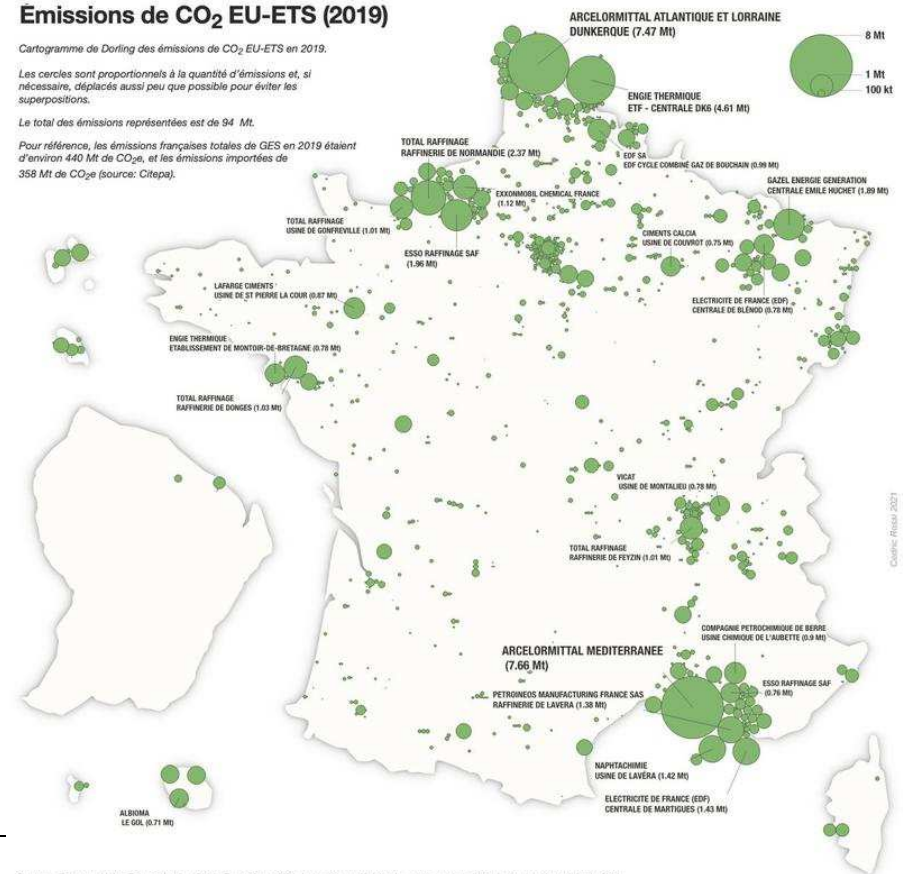 Émissions de CO2 EU-ETS (2019)
Cartogramme de Dorling des émissions de CO2 EU-ETS en 2019.
Les cercles sont proportionnels à la quantité d'émissions et, si
nécessaire, déplacés aussi peu que possible pour éviter les
superpositions.
Le total des émissions représentées est de 94 Mt.
Pour référence, les émissions françaises totales de GES en 2019 étaient
d'environ 440 Mt de CO2e, et les émissions importées de
358 Mt de CO2e (source: Citepa).
ARCELORMITTAL ATLANTIQUE ET LORRAINE
DUNKERQUE (7.47 Mt)
8 Mt
1 Mt
100 kt
ENGIE THERMIQUE
ETF - CENTRALE DK6 (4.61 Mt)
TOTAL RAFFINAGE
RAFFINERIE DE NORMANDIE (2.37 Mt)
EDF SA
EDF CYCLE COMBINÉ GAZ DE BOUCHAIN (0.99 Mt)
GAZEL ENERGIE GENERATION
CENTRALE EMILE HUCHET (1.89 Mt)
EXXONMOBIL CHEMICAL FRANCE
(1.12 Mt)
TOTAL RAFFINAGE
USINE DE GONFREVILLE (1.01 Mt)
CIMENTS CALCIA
USINE DE COUVROT (0.75 Mt)
ESSO RAFFINAGE SAF
(1.96 Mt)
LAFARGE CIMENTS
USINE DE ST PIERRE LA COUR (0.87 Mt)
ELECTRICITE DE FRANCE (EDF)
CENTRALE DE BLÉNOD (0.78 Mt)
ENGIE THERMIQUE
ETABLISSEMENT DE MONTOIR-DE-BRETAGNE (0.78 Mt)
TOTAL RAFFINAGE
RAFFINERIE DE DONGES (1.03 Mt)
VICAT
USINE DE MONTALIEU (0.78 Mt)
Cedric Rossi 2021
TOTAL RAFFINAGE
RAFFINERIE DE FEYZIN (1.01 Mt)
COMPAGNIE PETROCHIMIQUE DE BERRE
USINE CHIMIQUE DE L'AUBETTE (0.9 Mt)
ARCELORMITTAL MEDITERRANEE
(7.66 Mt)
ESSO RAFFINAGE SAF
(0.76 Mt)
PETROINEOS MANUFACTURING FRANCE SAS
RAFFINERIE DE LAVERA (1.38 Mt)
NAPHTACHIMIE
USINE DE LAVÉRA (1.42 Mt)
ELECTRICITE DE FRANCE (EDF)
CENTRALE DE MARTIGUES (1.43 Mt)
ALBIOMA
LE GOL (0.71 Mt)